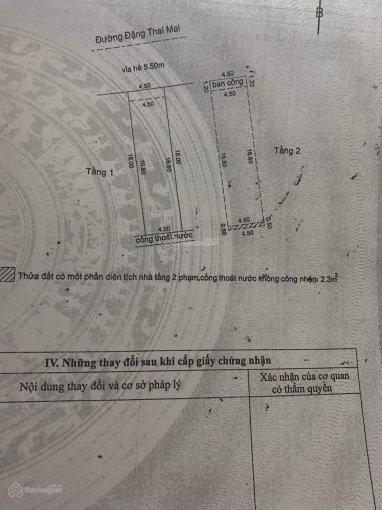 B
Đường Đặng Thai Mai
vỉa hè 5.50m
4.50
4.50
Tầng 1
18.00
16.80
16.80
18.00
4.50
cống thoát nước
4.50
ban công
4.50
1.20
1.20
16.80
16.80
Tầng 2
0.50
4.50
0.50
4.50
Thửa đất có một phần diện tích nhà tầng 2 phạm,cống thoát nước không công nhận: 2.3m²
IV. Những thay đổi sau khi cấp giấy chứng nhận
Nội dung thay đổi và cơ sở pháp lý
Xác nhận của cơ quan
có thẩm quyền
Batdongsan